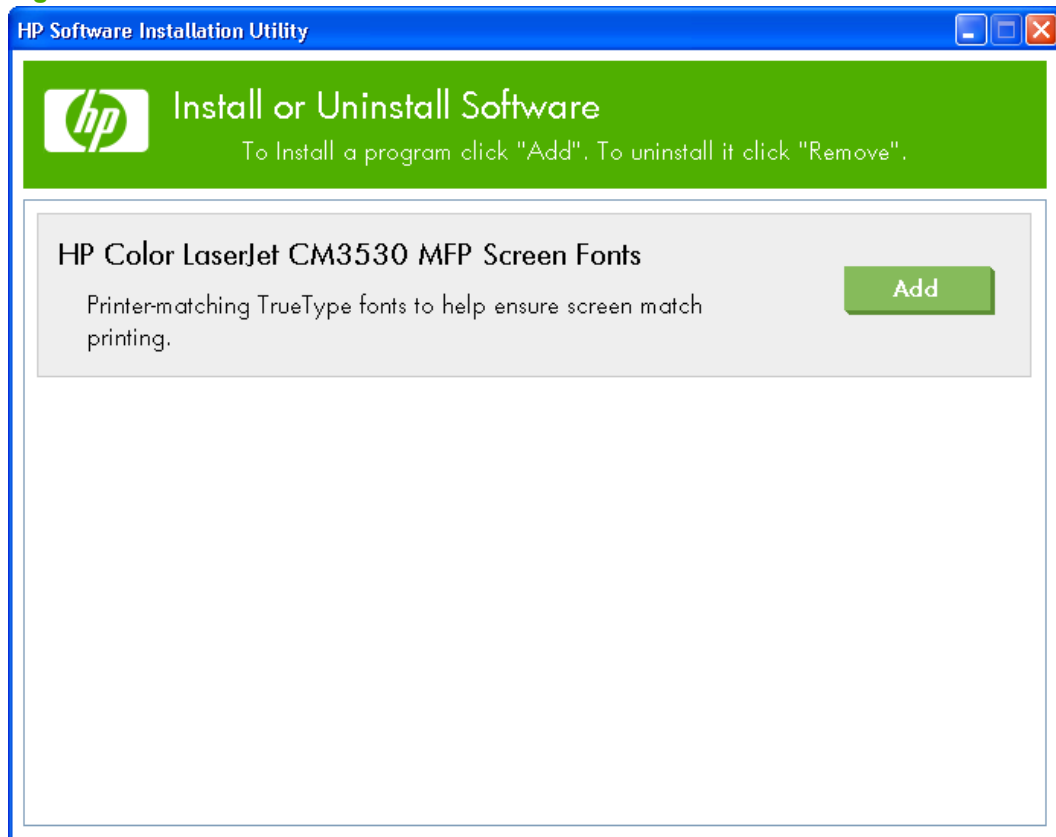 HP Software Installation Utility
hp
Install or Uninstall Software
To Install a program click "Add". To uninstall it click "Remove".
HP Color LaserJet CM3530 MFP Screen Fonts
Printer-matching TrueType fonts to help ensure screen match
printing.
Add